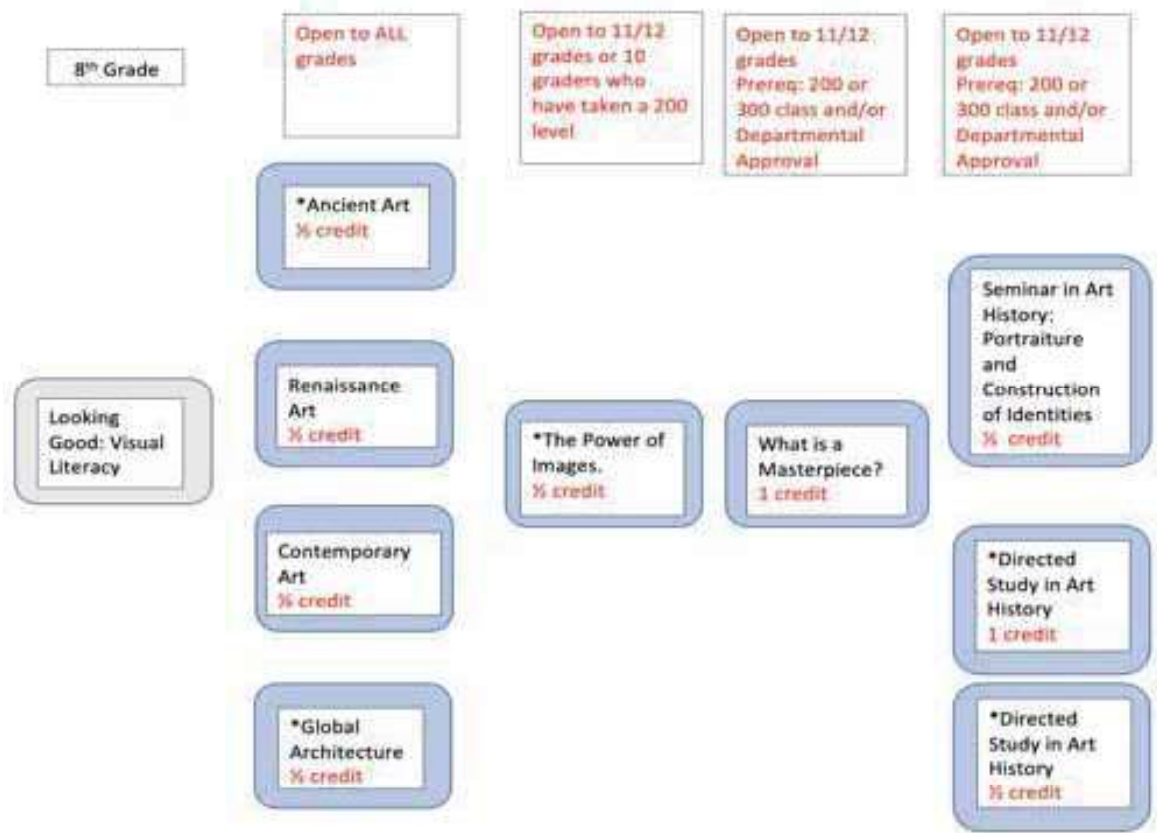 8th Grade
Open to ALL
grades
Open to 11/12
grades or 10
graders who
have taken a 200
level
Open to 11/12
grades
Prereq: 200 or
300 class and/or
Departmental
Approval
Open to 11/12
grades
Prereq: 200 or
300 class and/or
Departmental
Approval
Looking
Good: Visual
Literacy
*Ancient Art
½ credit
Renaissance
Art
½ credit
Contemporary
Art
½ credit
*Global
Architecture
½ credit
*The Power of
Images.
½ credit
What is a
Masterpiece?
1 credit
Seminar in Art
History:
Portraiture
and
Construction
of Identities
½ credit
*Directed
Study in Art
History
1 credit
*Directed
Study in Art
History
½ credit